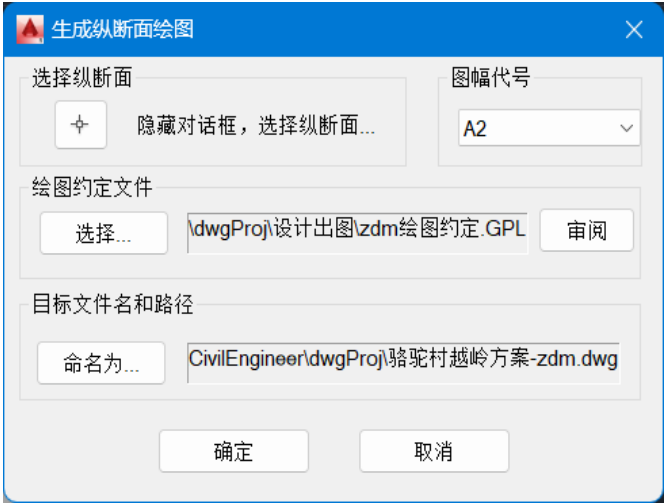 生成纵断面绘图
选择纵断面
图幅代号
隐藏对话框，选择纵断面...
A2
绘图约定文件
选择...
\dwgProj\设计出图\zdm绘图约定.GPL
审阅
目标文件名和路径
命名为...
CivilEngineer\dwgProj\骆驼村越岭方案-zdm.dwg
确定
取消